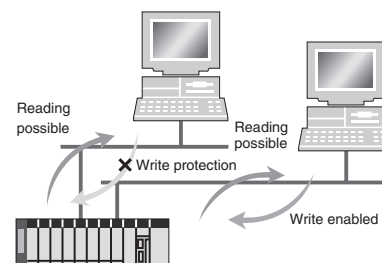 Reading
possible
Reading
possible
Write protection
Write enabled